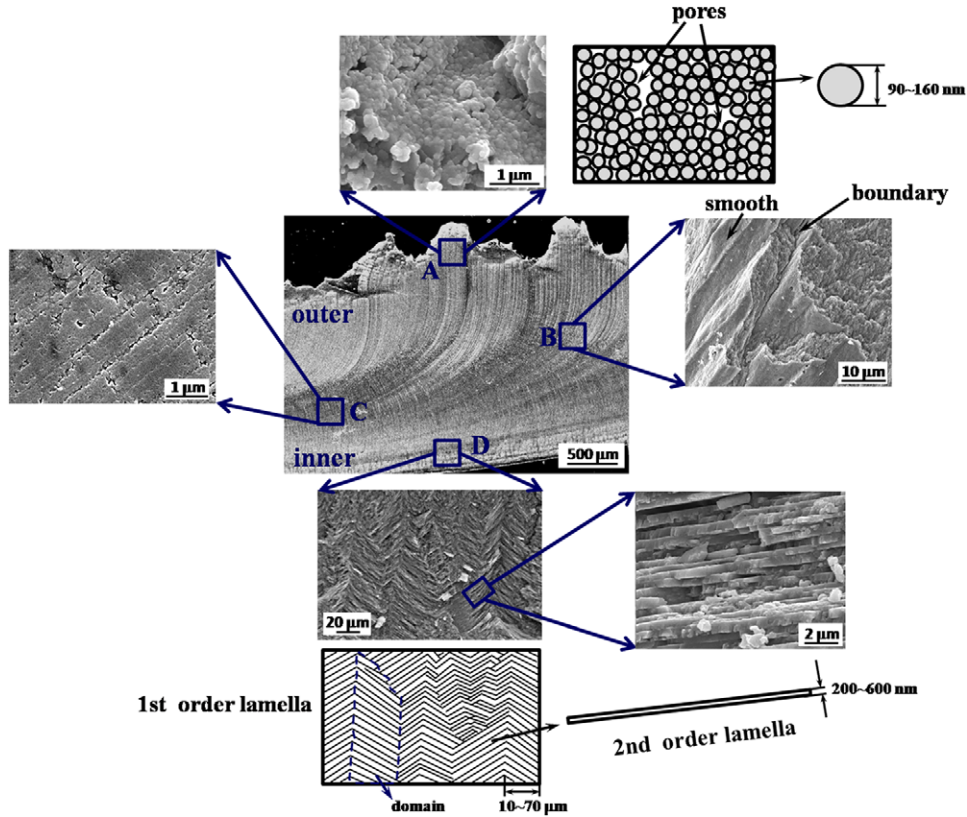 pores
90~160 nm
1 μm
smooth
boundary
A
outer
B
10 μm
1 μm
C
D
inner
500 μm
20 μm
2 μm
1st order lamella
200~600 nm
2nd order lamella
domain
10~70 μm